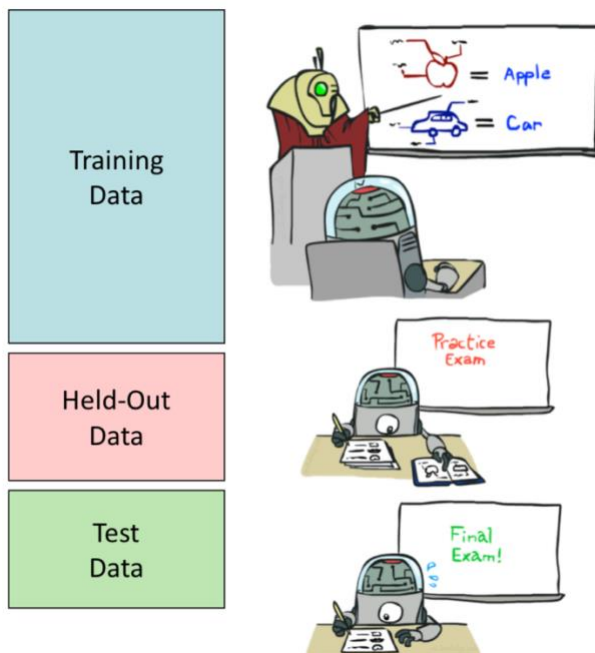 Training
Data
= Apple
= Car
Held-Out
Data
Practice
Exam
Test
Data
Final
Exam!